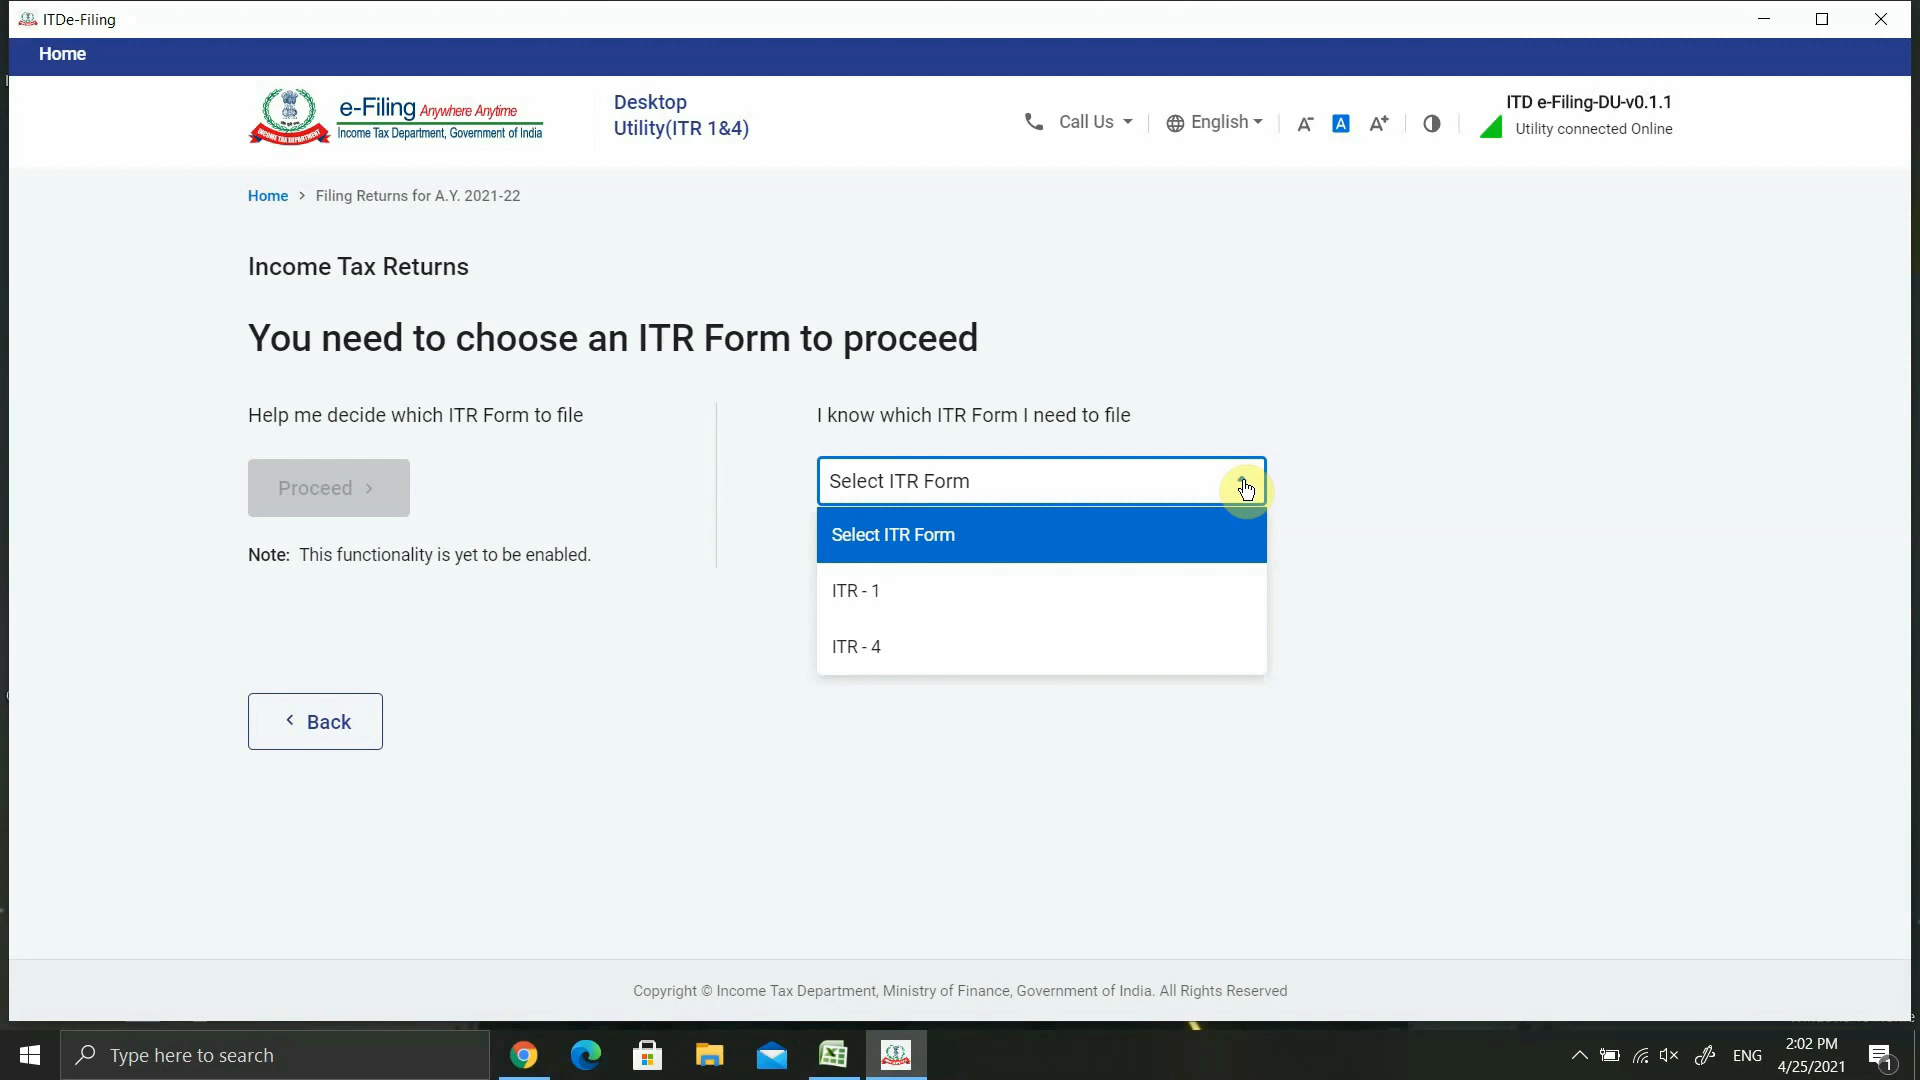 ITDe-Filing
Home
e-Filing Anywhere Anytime
Income Tax Department, Government of India
INCOME TAX DEPARTMENT
Desktop
Utility(ITR 1&4)
Call Us
English
A-
A
A+
ITD e-Filing-DU-v0.1.1
Utility connected Online
Home > Filing Returns for A.Y. 2021-22
Income Tax Returns
You need to choose an ITR Form to proceed
Help me decide which ITR Form to file
Proceed >
Note: This functionality is yet to be enabled.
I know which ITR Form I need to file
Select ITR Form
Select ITR Form
ITR - 1
ITR - 4
< Back
Copyright © Income Tax Department, Ministry of Finance, Government of India. All Rights Reserved
Type here to search
ENG
2:02 PM
4/25/2021
1